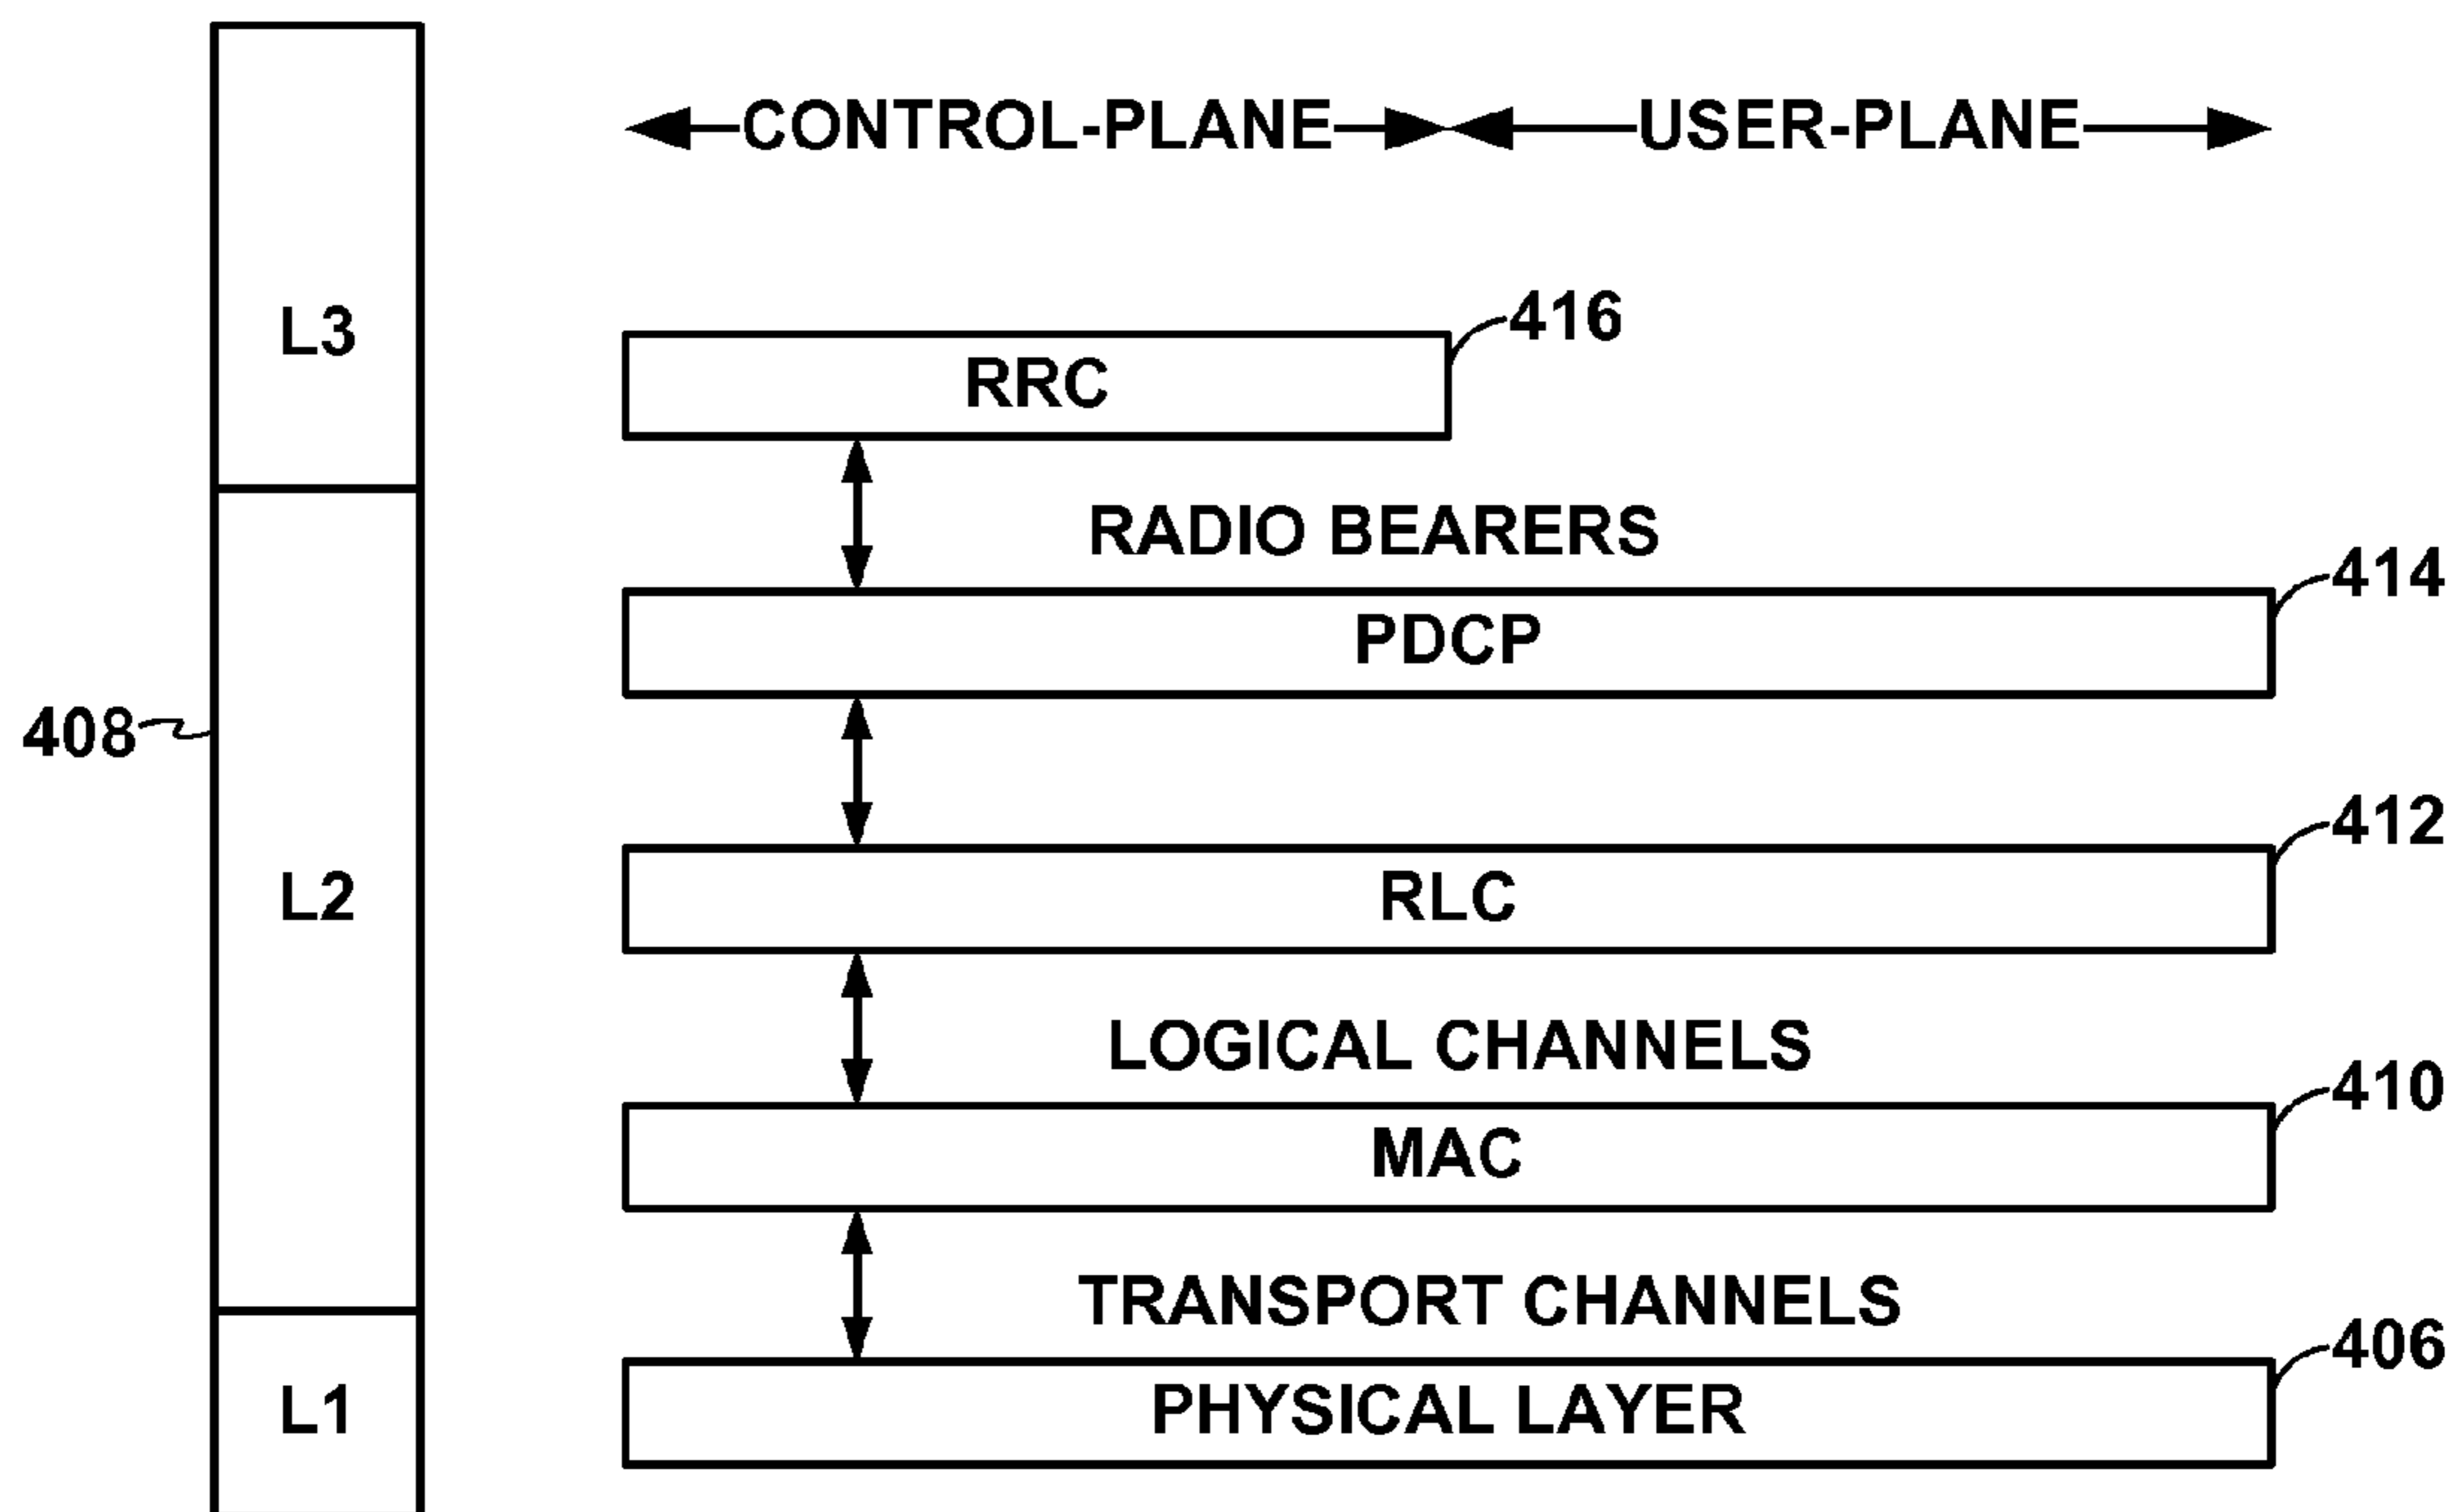 CONTROL-PLANE USER-PLANE
L3
416
RRC
RADIO BEARERS
414
PDCP
408
412
L2
RLC
LOGICAL CHANNELS
410
MAC
TRANSPORT CHANNELS
406
L1
PHYSICAL LAYER